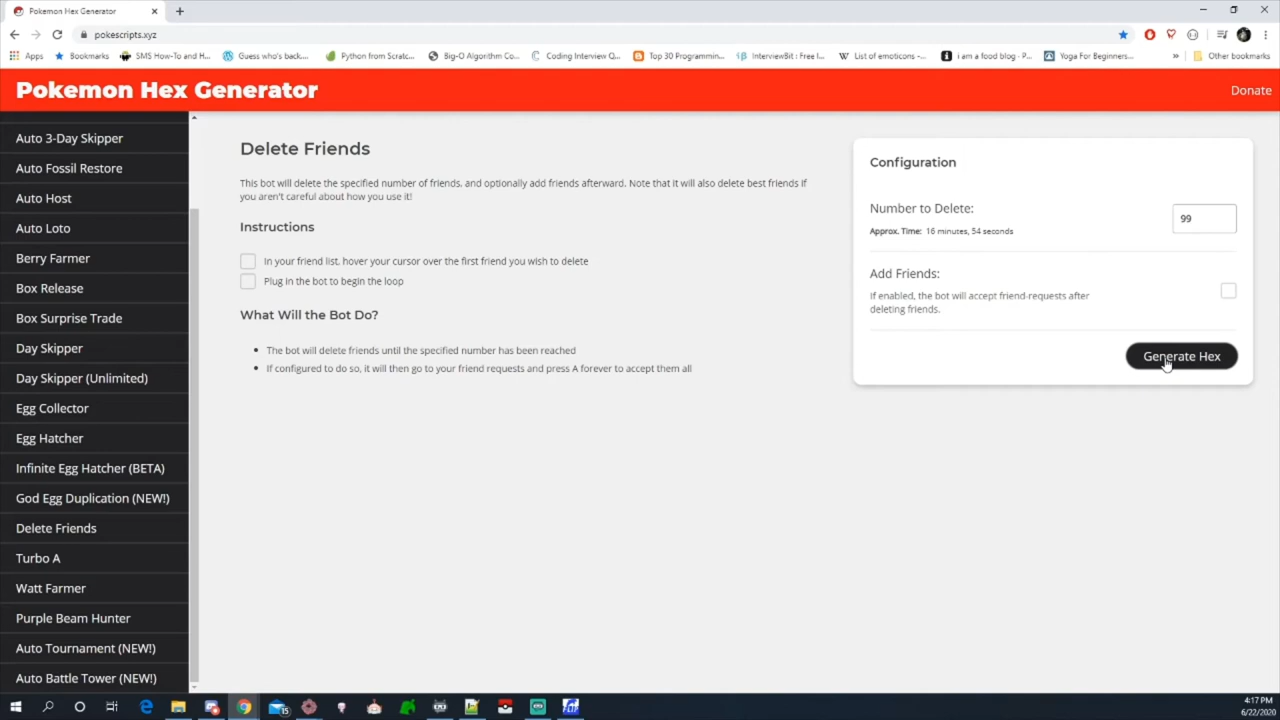 Pokemon Hex Generator
pokescripts.xyz
Apps
Bookmarks
SMS How-To and H...
Guess who's back....
Python from Scratc...
Big-O Algorithm Co...
Coding Interview Q...
Top 30 Programmin...
InterviewBit : Free I...
List of emoticons -...
i am a food blog - P...
Yoga For Beginners...
Other bookmarks
Pokemon Hex Generator
Donate
Auto 3-Day Skipper
Auto Fossil Restore
Auto Host
Auto Loto
Berry Farmer
Box Release
Box Surprise Trade
Day Skipper
Day Skipper (Unlimited)
Egg Collector
Egg Hatcher
Infinite Egg Hatcher (BETA)
God Egg Duplication (NEW!)
Delete Friends
Turbo A
Watt Farmer
Purple Beam Hunter
Auto Tournament (NEW!)
Auto Battle Tower (NEW!)
Delete Friends
This bot will delete the specified number of friends, and optionally add friends afterward. Note that it will also delete best friends if
you aren't careful about how you use it!
Instructions
In your friend list, hover your cursor over the first friend you wish to delete
Plug in the bot to begin the loop
What Will the Bot Do?
The bot will delete friends until the specified number has been reached
If configured to do so, it will then go to your friend requests and press A forever to accept them all
Configuration
Number to Delete:
99
Approx. Time: 16 minutes, 54 seconds
Add Friends:
If enabled, the bot will accept friend-requests after
deleting friends.
Generate Hex
15
4:17 PM
6/22/2020